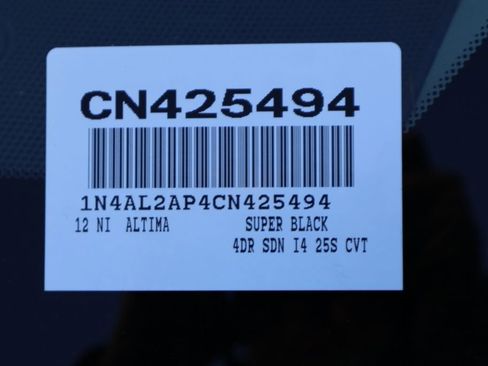 CN425494
1N4AL2AP4CN425494
12 NI ALTIMA SUPER BLACK
4DR SDN I4 25S CVT